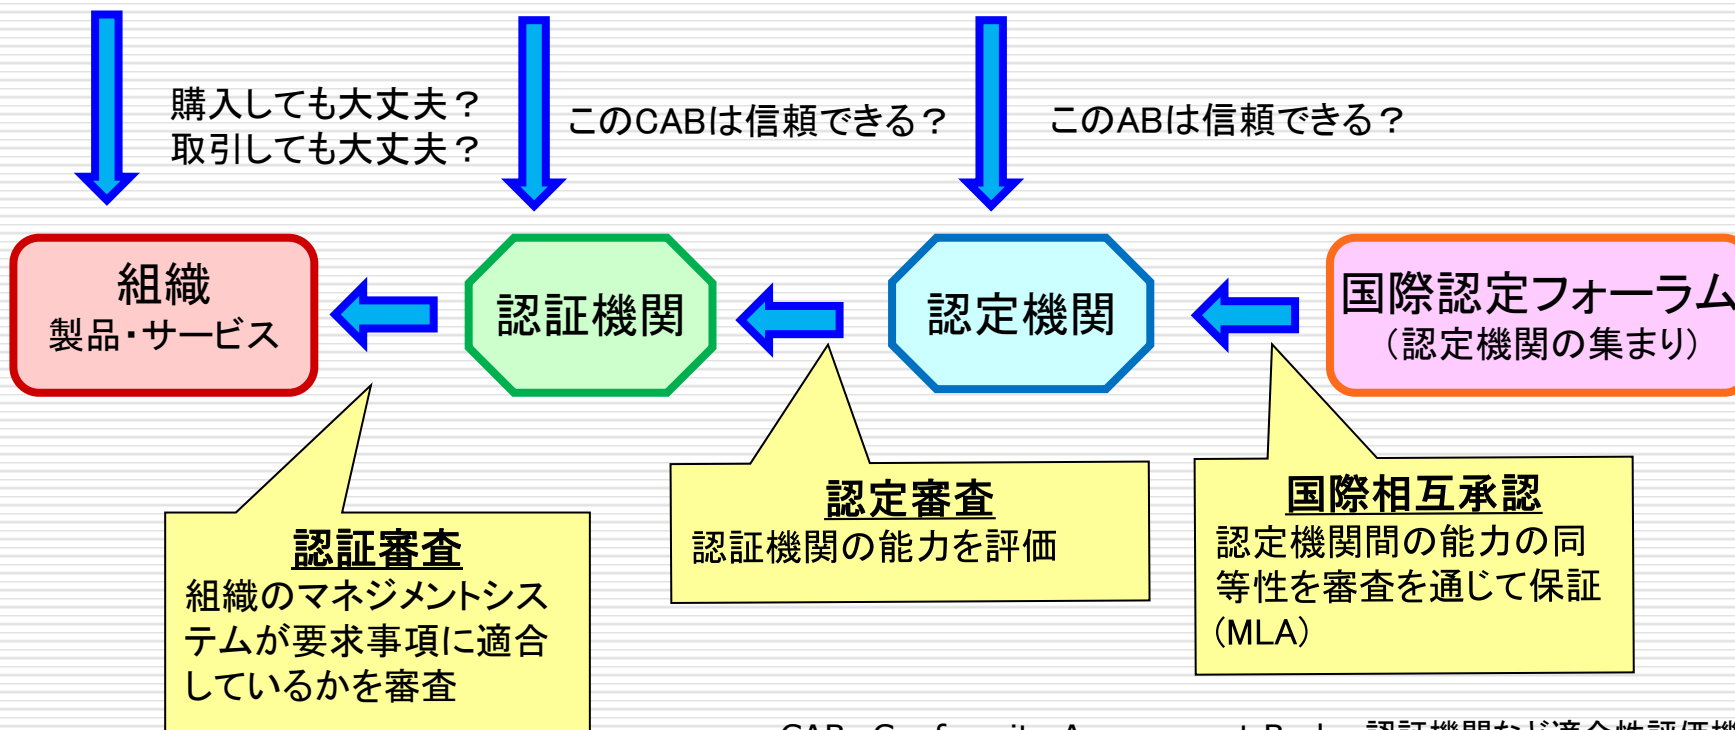 購入しても大丈夫？
取引しても大丈夫？
このCABは信頼できる？
このABは信頼できる？
組織
製品・サービス
認証機関
認定機関
国際認定フォーラム
（認定機関の集まり）
認証審査
組織のマネジメントシス
テムが要求事項に適合
しているかを審査
認定審査
認証機関の能力を評価
国際相互承認
認定機関間の能力の同
等性を審査を通じて保証
(MLA)